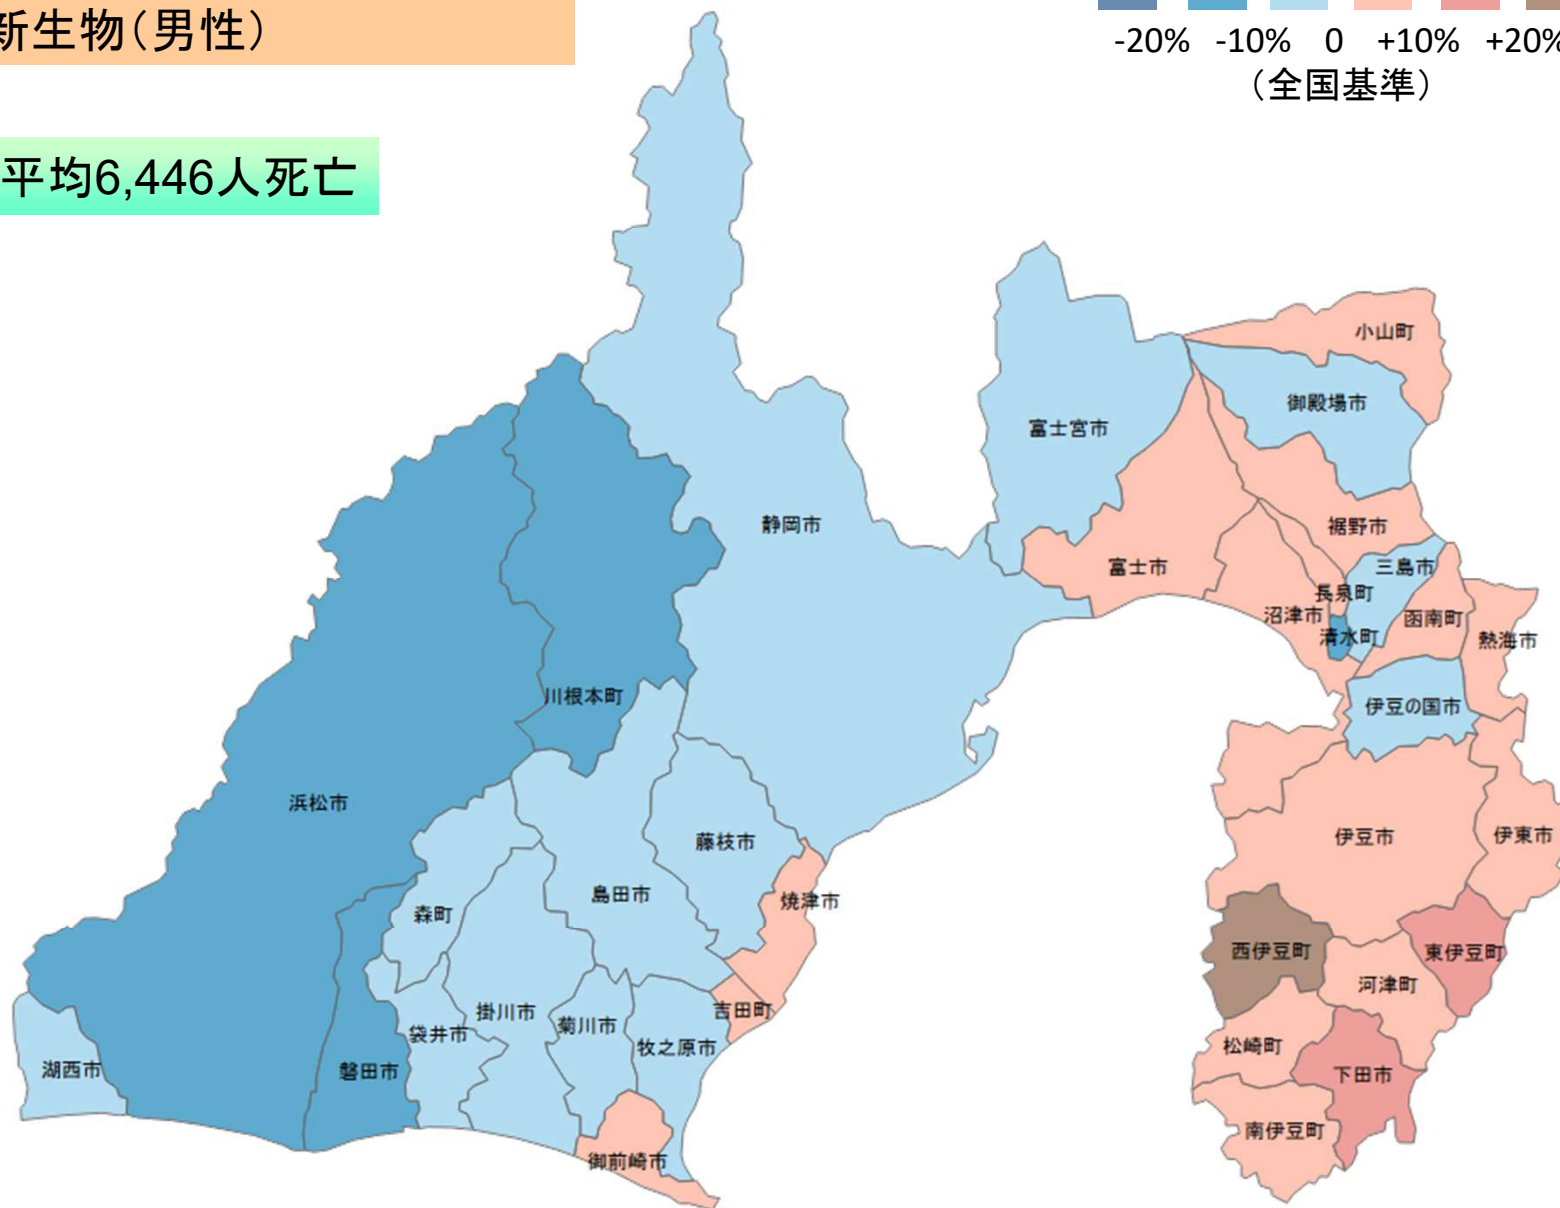 新生物（男性）
-20% -10% 0 +10% +20%
（全国基準）
平均6,446人死亡
小山町
御殿場市
富士宮市
静岡市
裾野市
富士市
三島市
長泉町
沼津市
函南町
清水町
熱海市
川根本町
伊豆の国市
浜松市
伊豆市
伊東市
藤枝市
島田市
焼津市
森町
西伊豆町
東伊豆町
河津町
吉田町
掛川市
菊川市
袋井市
牧之原市
松崎町
湖西市
磐田市
下田市
南伊豆町
御前崎市